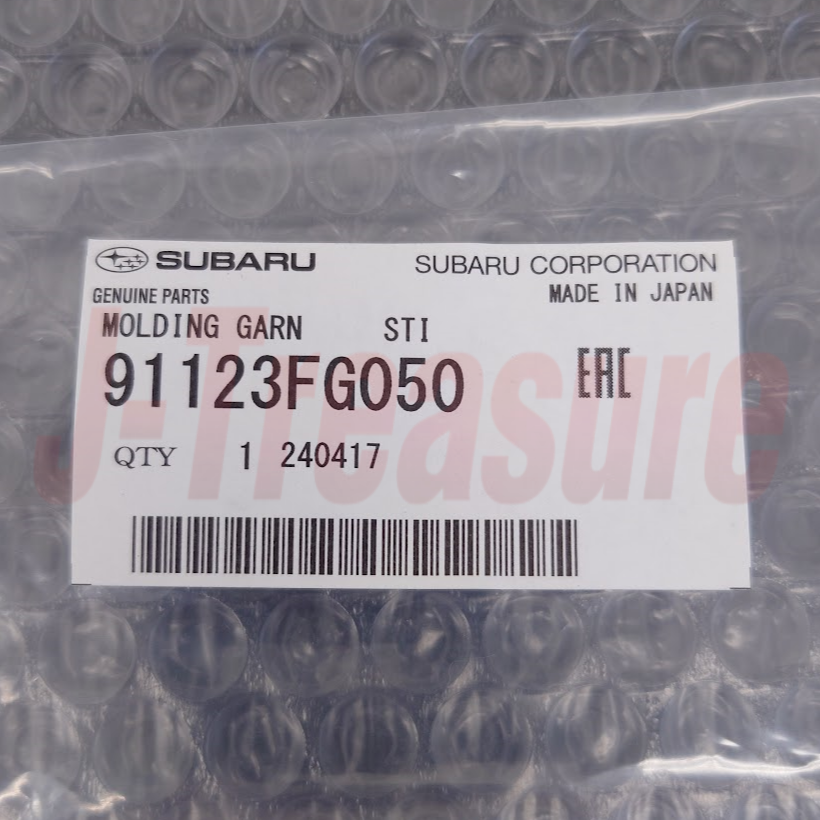 SUBARU SUBARU CORPORATION
GENUINE PARTS MADE IN JAPAN
MOLDING GARN STI
91123FG050 EAC
QTY 1 240417
J-Treasure